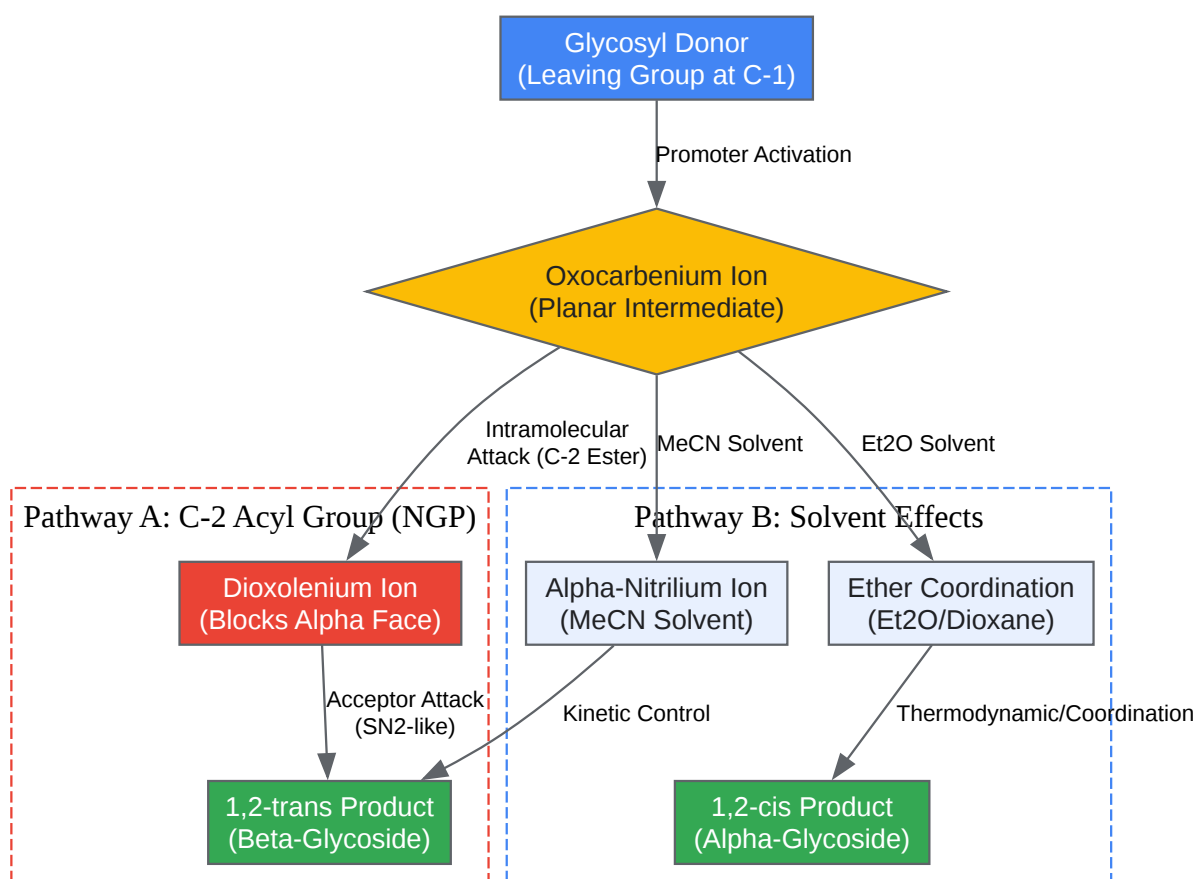 Glycosyl Donor
(Leaving Group at C-1)
Promoter Activation
Oxocarbenium Ion
(Planar Intermediate)
Intramolecular
Attack (C-2 Ester)
MeCN Solvent
Et2O Solvent
Pathway A: C-2 Acyl Group (NGP)
Pathway B: Solvent Effects
Dioxolenium Ion
(Blocks Alpha Face)
Alpha-Nitrilium Ion
(MeCN Solvent)
Ether Coordination
(Et2O/Dioxane)
Acceptor Attack
(SN2-like)
Kinetic Control
Thermodynamic/Coordination
1,2-trans Product
(Beta-Glycoside)
1,2-cis Product
(Alpha-Glycoside)